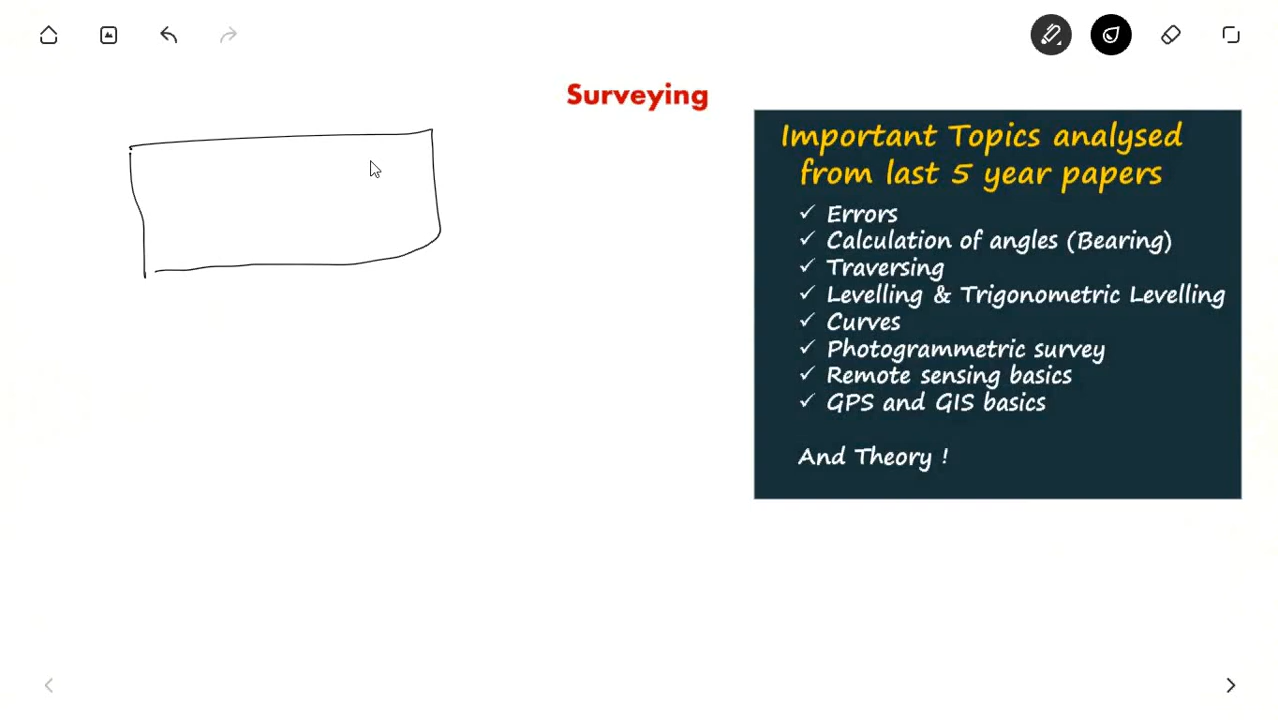 Surveying
Important Topics analysed
from last 5 year papers
✓ Errors
✓ Calculation of angles (Bearing)
✓ Traversing
✓ Levelling & Trigonometric Levelling
✓ Curves
✓ Photogrammetric survey
✓ Remote sensing basics
✓ GPS and GIS basics
And Theory !